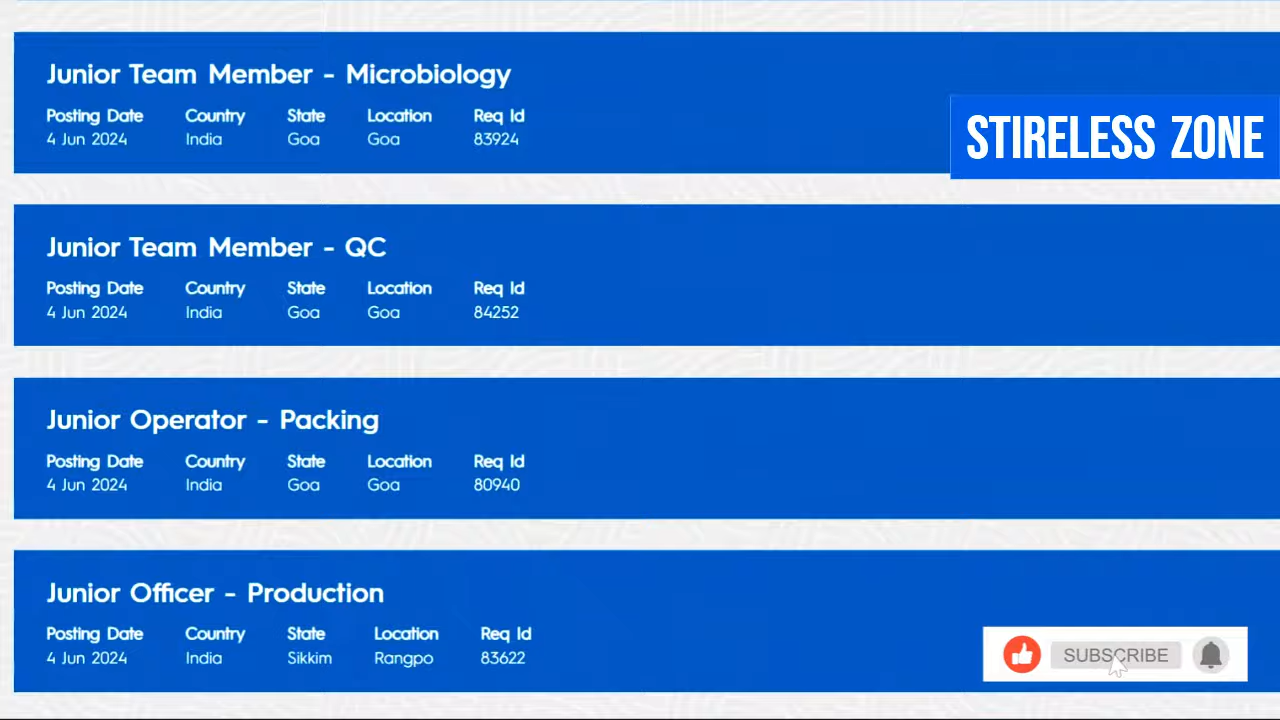 Junior Team Member - Microbiology
Posting Date Country State Location Req Id
4 Jun 2024 India Goa Goa 83924
STIRELESS ZONE
Junior Team Member - QC
Posting Date Country State Location Req Id
4 Jun 2024 India Goa Goa 84252
Junior Operator - Packing
Posting Date Country State Location Req Id
4 Jun 2024 India Goa Goa 80940
Junior Officer - Production
Posting Date Country State Location Req Id
4 Jun 2024 India Sikkim Rangpo 83622
SUBSCRIBE